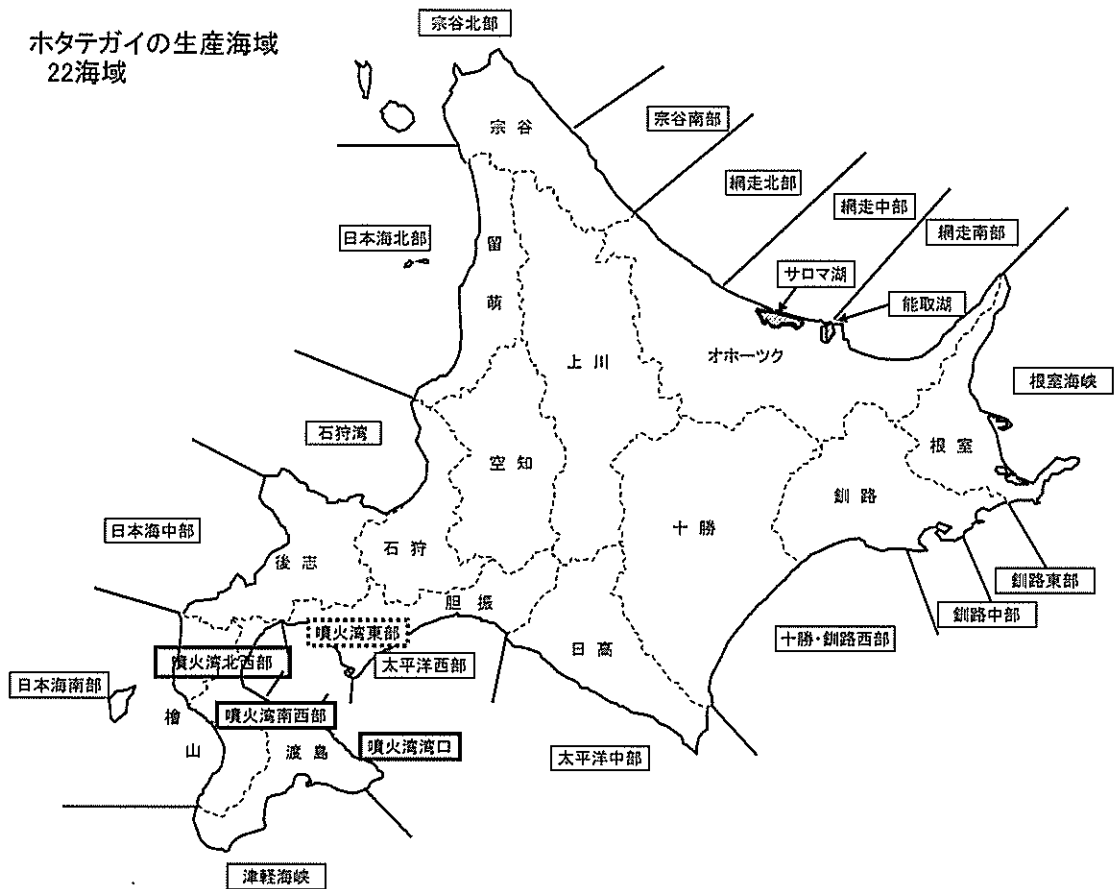 ホタテガイの生産海域
22海域
宗谷北部
宗谷南部
宗谷
網走北部
網走中部
網走南部
日本海北部
留萌
サロマ湖
能取湖
上川
オホーツク
根室海峡
石狩湾
空知
根室
釧路
十勝
日本海中部
石狩
後志
釧路東部
胆振
釧路中部
噴火湾東部
日高
十勝・釧路西部
噴火湾北西部
太平洋西部
日本海南部
噴火湾南西部
檜山
渡島
噴火湾湾口
太平洋中部
津軽海峡